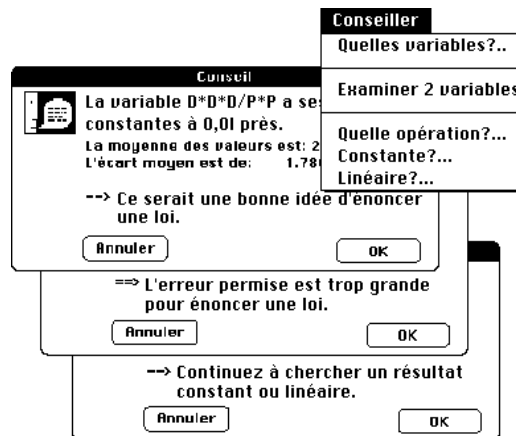 Conseiller
Quelles variables?..
Examiner 2 variables
Quelle opération?...
Constante?...
Linéaire?...
Conseil
La variable D*D*D/P*P a ses
constantes à 0,01 près.
La moyenne des valeurs est: 2
L'écart moyen est de: 1.780
--> Ce serait une bonne idée d'énoncer
une loi.
Annuler
OK
==> L'erreur permise est trop grande
pour énoncer une loi.
Annuler
OK
--> Continuez à chercher un résultat
constant ou linéaire.
Annuler
OK